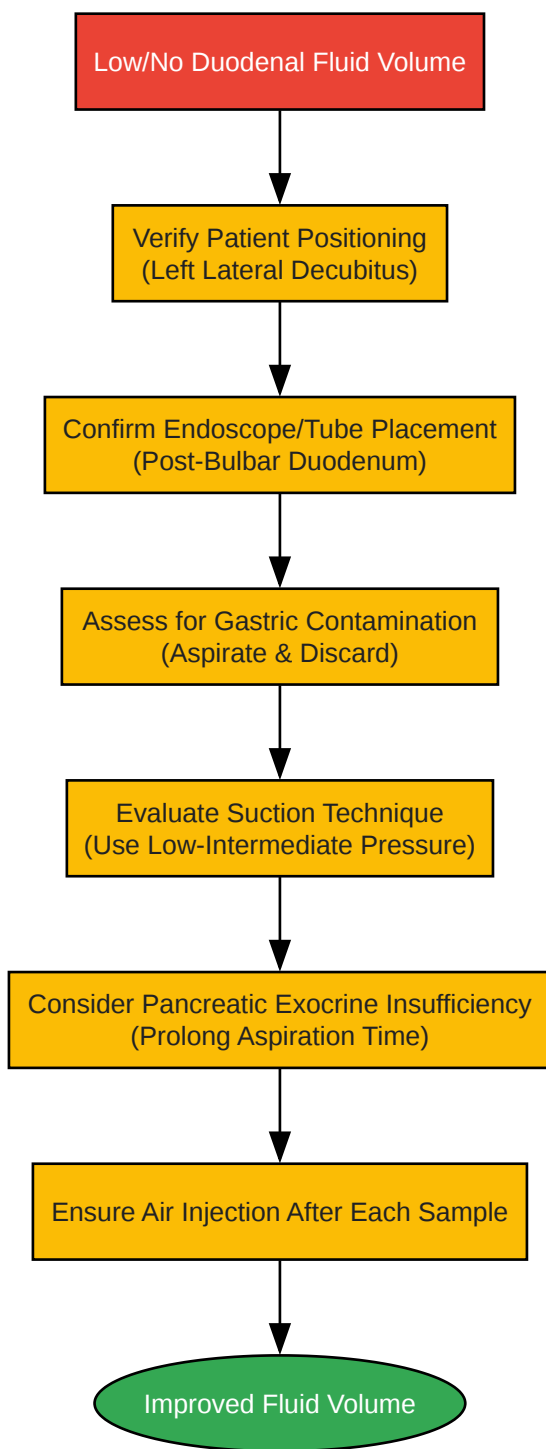 Low/No Duodenal Fluid Volume
Verify Patient Positioning
(Left Lateral Decubitus)
Confirm Endoscope/Tube Placement
(Post-Bulbar Duodenum)
Assess for Gastric Contamination
(Aspirate & Discard)
Evaluate Suction Technique
(Use Low-Intermediate Pressure)
Consider Pancreatic Exocrine Insufficiency
(Prolong Aspiration Time)
Ensure Air Injection After Each Sample
Improved Fluid Volume